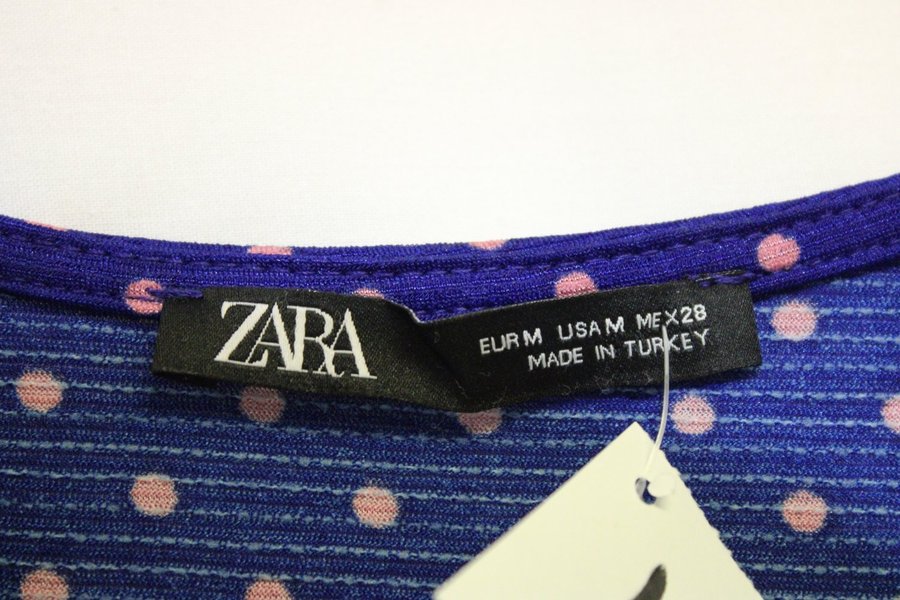 ZARA
EUR M USA M MEX 28
MADE IN TURKEY